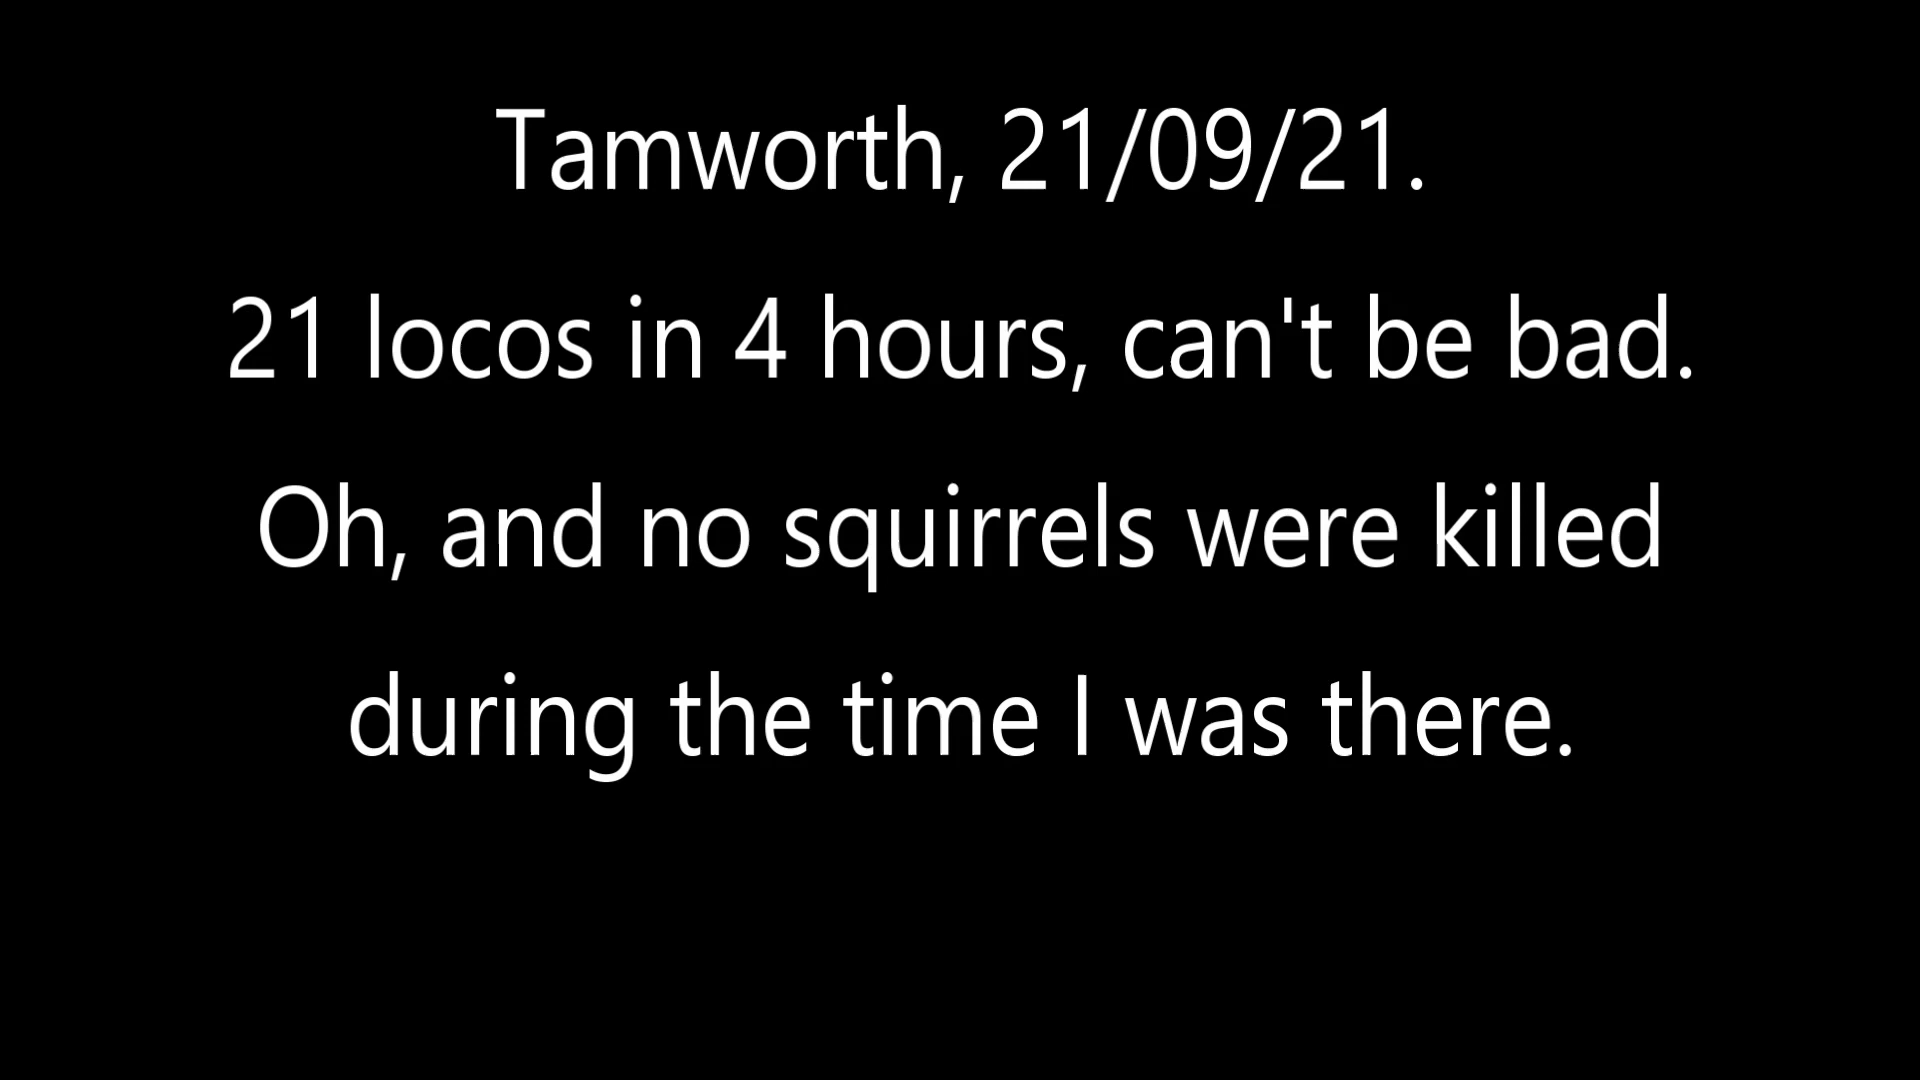 Tamworth, 21/09/21.
21 locos in 4 hours, can't be bad.
Oh, and no squirrels were killed
during the time I was there.